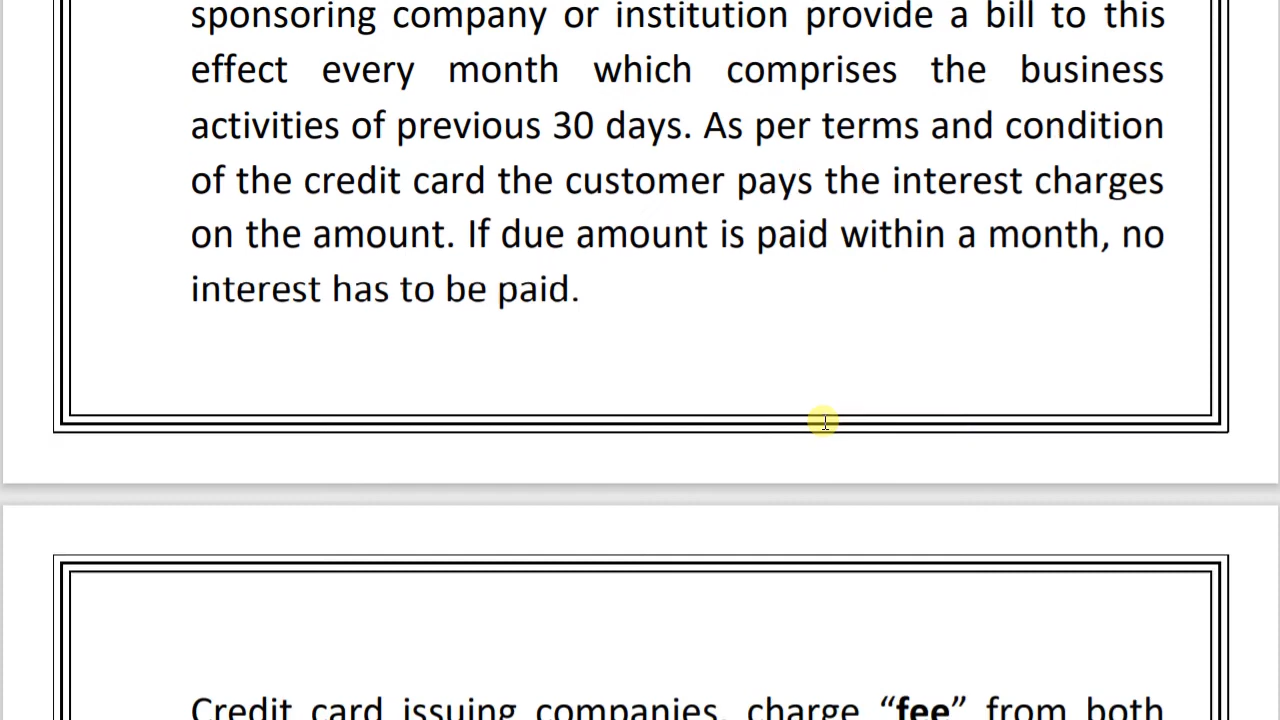 sponsoring company or institution provide a bill to this
effect every month which comprises the business
activities of previous 30 days. As per terms and condition
of the credit card the customer pays the interest charges
on the amount. If due amount is paid within a month, no
interest has to be paid.
Credit card issuing companies, charge “fee” from both